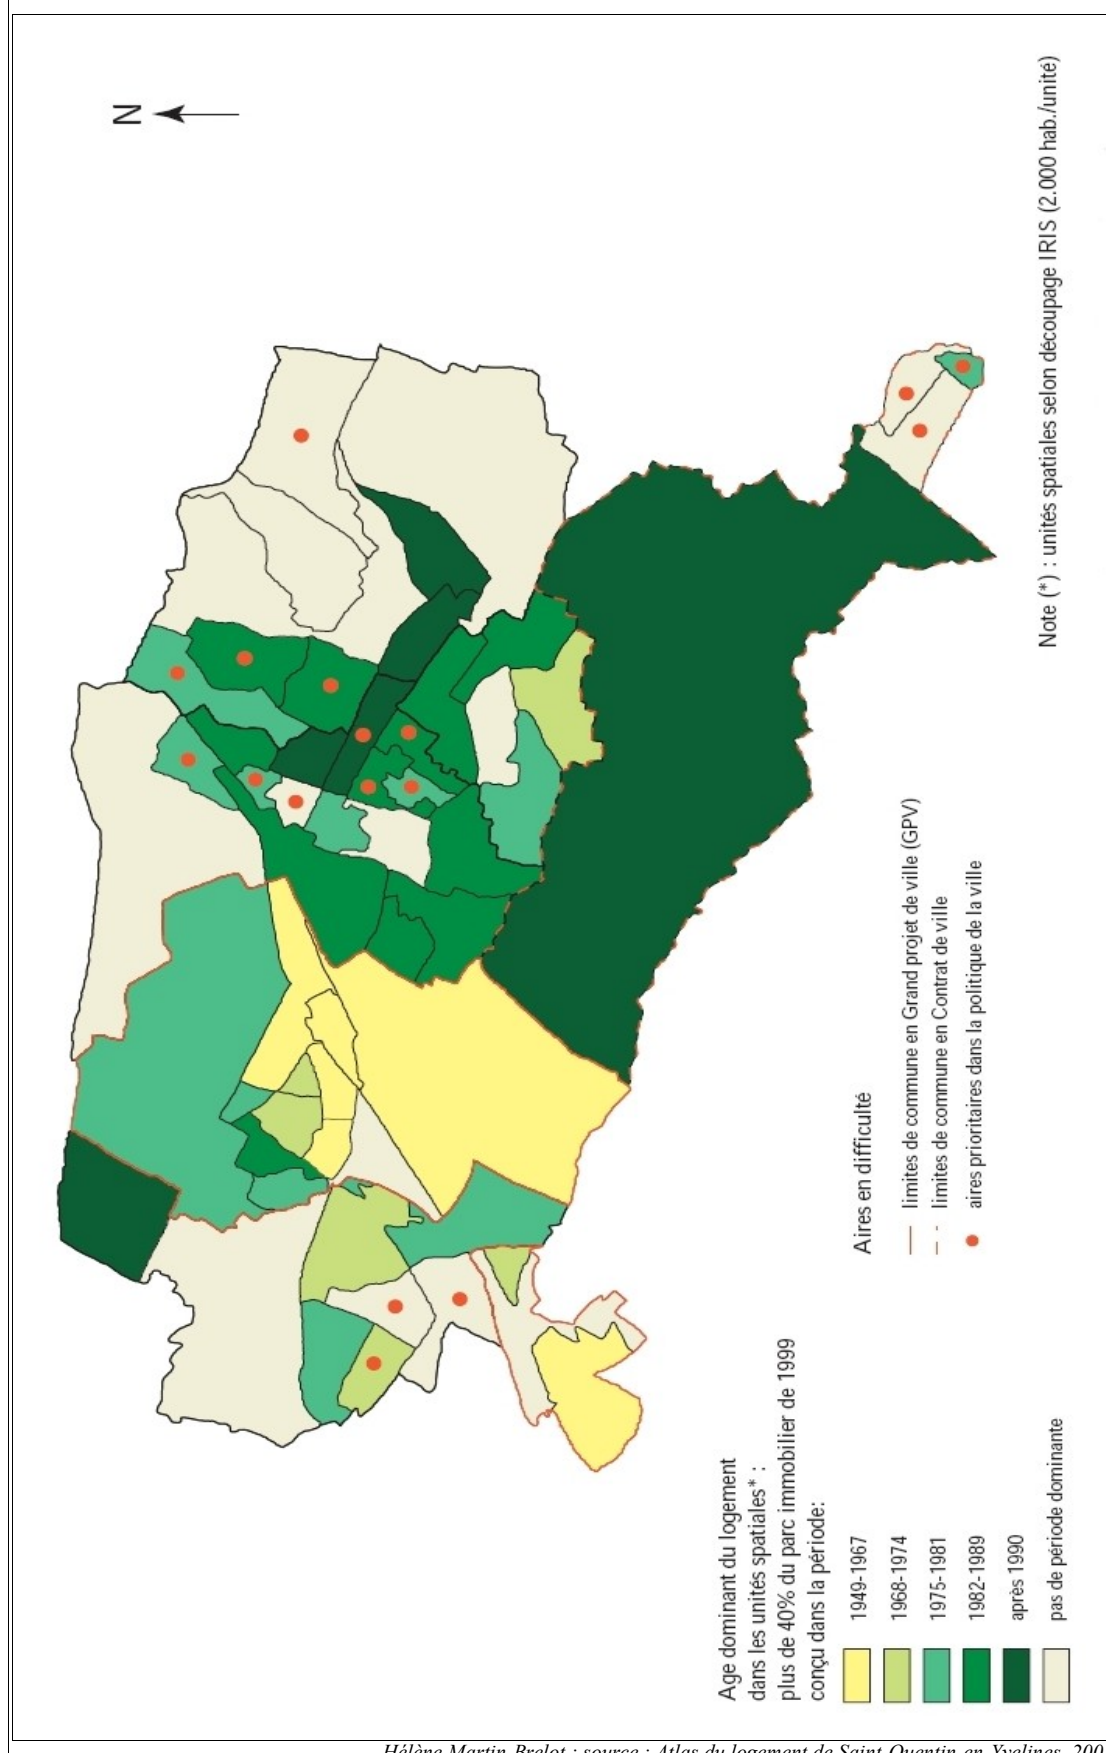 N
Age dominant du logement
dans les unités spatiales* :
plus de 40% du parc immobilier de 1999
conçu dans la période:
1949-1967
1968-1974
1975-1981
1982-1989
après 1990
pas de période dominante
Aires en difficulté
limites de commune en Grand projet de ville (GPV)
limites de commune en Contrat de ville
aires prioritaires dans la politique de la ville
Note (*) : unités spatiales selon découpage IRIS (2.000 hab./unité)
Hélène Martin-Brelot ; source : Atlas du logement de Saint-Quentin-en-Yvelines, 200